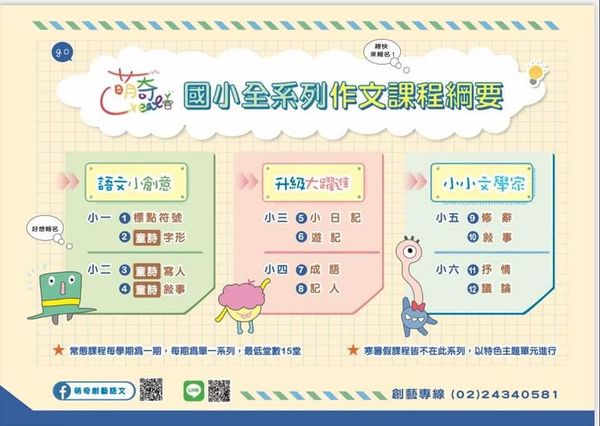 go
趕快
來報名！
萌奇
Creat
國小全系列作文課程綱要
語文小創意
小一 1 標點符號
2 童詩 字形
小二 3 童詩 寫人
4 童詩 敍事
好想報名
升級大躍進
小三 5 小日記
6 遊記
小四 7 成語
8 記人
小小文學家
小五 9 修辭
10 敍事
小六 11 抒情
12 議論
★ 常態課程每學期為一期，每期為單一系列，最低堂數15堂
★ 寒暑假課程皆不在此系列，以特色主題單元進行
f 萌奇創藝語文
LINE
創藝專線 (02)24340581